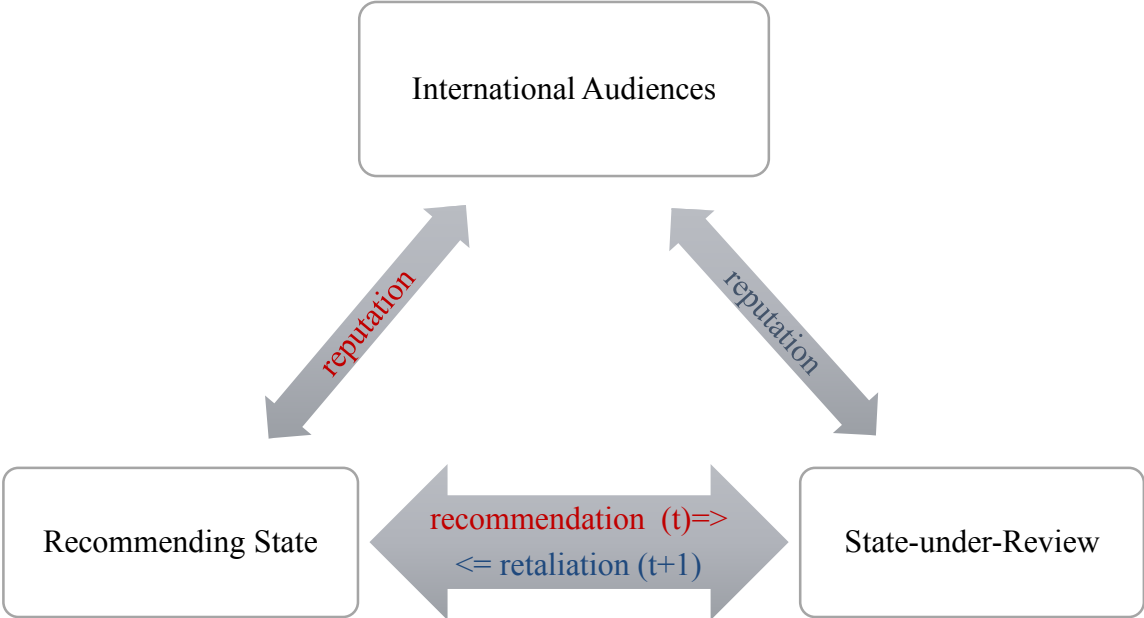 International Audiences
reputation
reputation
Recommending State
recommendation (t)=>
<= retaliation (t+1)
State-under-Review